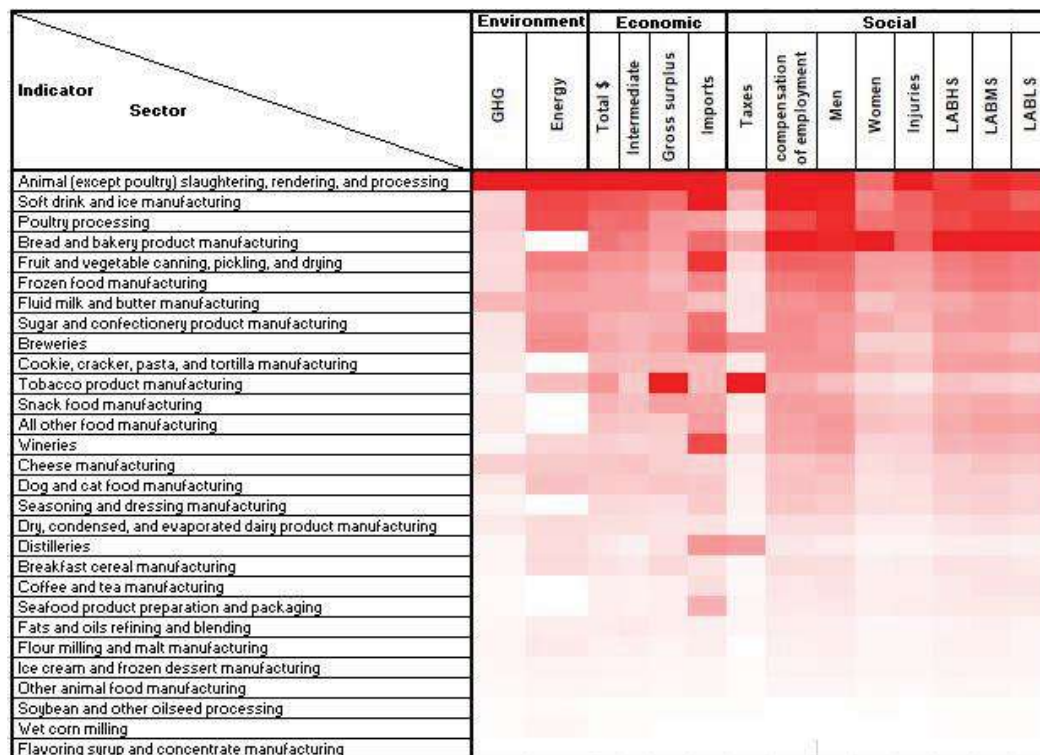 Environment Economic Social
Indicator
Sector
GHG
Energy
Total $
Intermediate
Gross surplus
Imports
Taxes
compensation
of employment
Men
Women
Injuries
LABHS
LABMS
LABLS
Animal (except poultry) slaughtering, rendering, and processing
Soft drink and ice manufacturing
Poultry processing
Bread and bakery product manufacturing
Fruit and vegetable canning, pickling, and drying
Frozen food manufacturing
Fluid milk and butter manufacturing
Sugar and confectionery product manufacturing
Breweries
Cookie, cracker, pasta, and tortilla manufacturing
Tobacco product manufacturing
Snack food manufacturing
All other food manufacturing
Wineries
Cheese manufacturing
Dog and cat food manufacturing
Seasoning and dressing manufacturing
Dry, condensed, and evaporated dairy product manufacturing
Distilleries
Breakfast cereal manufacturing
Coffee and tea manufacturing
Seafood product preparation and packaging
Fats and oils refining and blending
Flour milling and malt manufacturing
Ice cream and frozen dessert manufacturing
Other animal food manufacturing
Soybean and other oilseed processing
Wet corn milling
Flavoring syrup and concentrate manufacturing